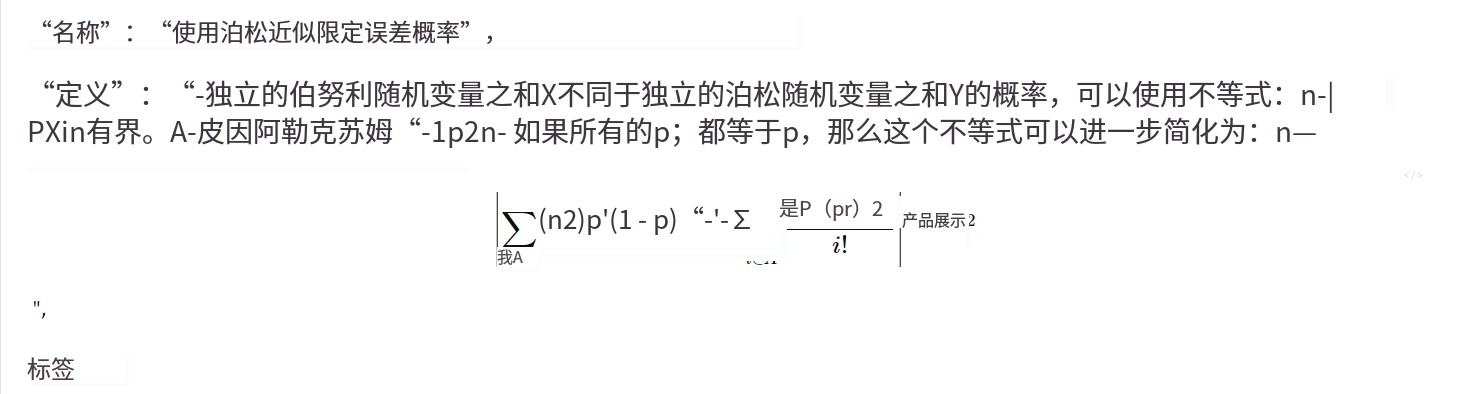 “名称”：“使用泊松近似限定误差概率”，
“定义”：“-独立的伯努利随机变量之和X不同于独立的泊松随机变量之和Y的概率，可以使用不等式：n-|
PXin有界。A-皮因阿勒克苏姆“-1p2n- 如果所有的p；都等于p，那么这个不等式可以进一步简化为：n—
</>
|∑(n2)p'(1 - p)“-'- Σ 是P（pr）2 / i!| 产品展示2
我A
",
标签